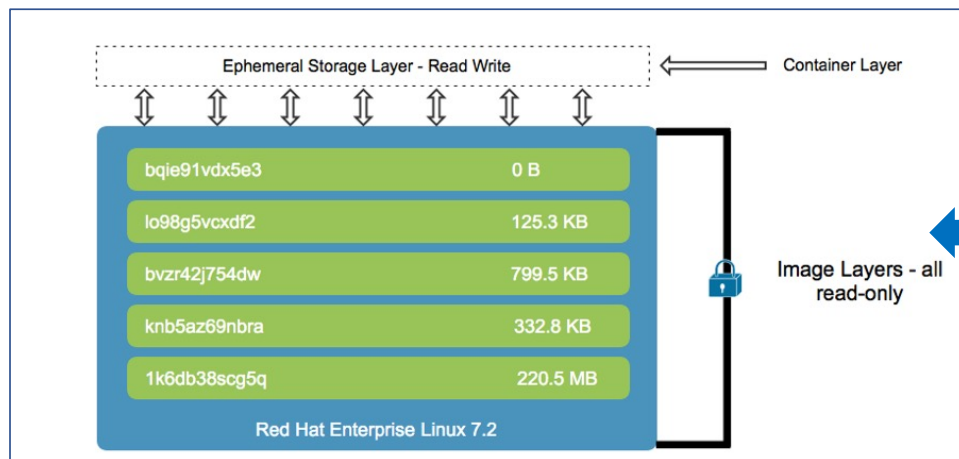 Ephemeral Storage Layer - Read Write
Container Layer
bqie91vdx5e3 0 B
lo98g5vcxdf2 125.3 KB
bvzr42j754dw 799.5 KB
knb5az69nbra 332.8 KB
1k6db38scg5q 220.5 MB
Red Hat Enterprise Linux 7.2
Image Layers - all
read-only